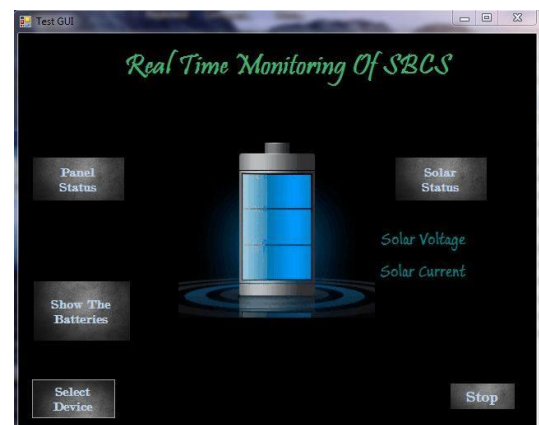 Test GUI
Real Time Monitoring Of SBCS
Panel
Status
Solar
Status
Solar Voltage
Solar Current
Show The
Batteries
Select
Device
Stop